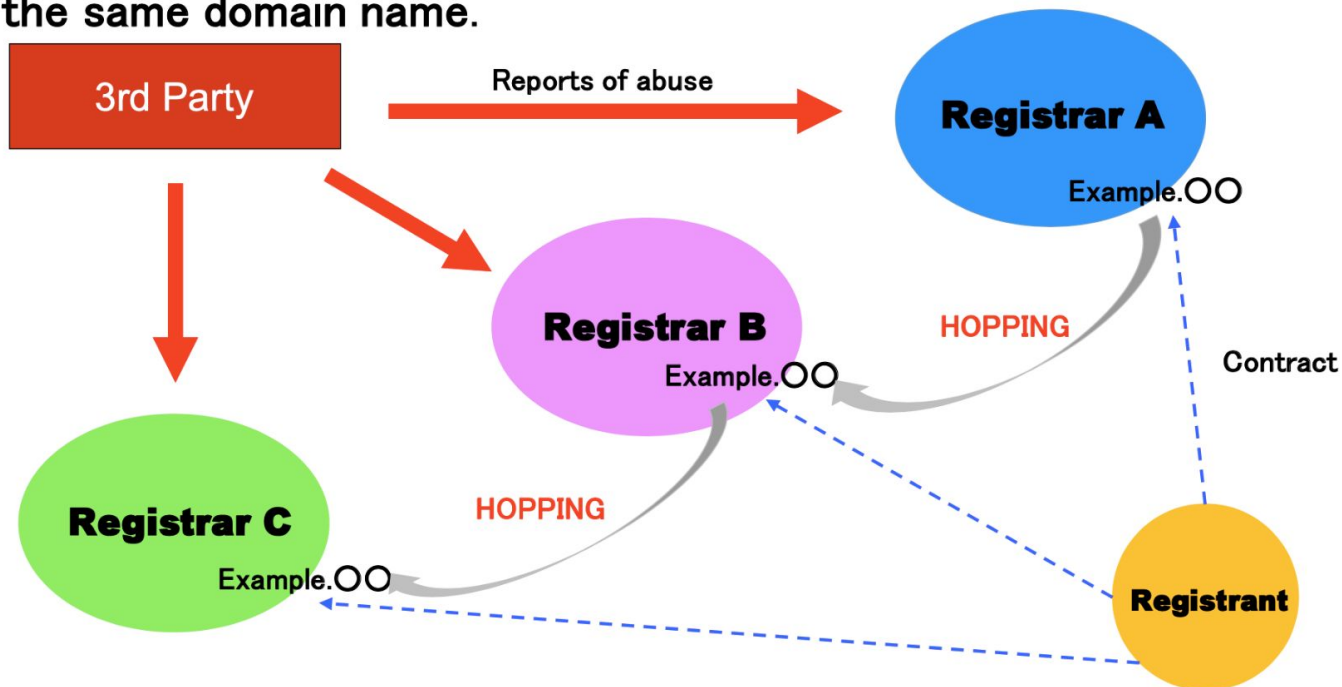 the same domain name.
3rd Party
Reports of abuse
Registrar A
Example.○○
Registrar B
HOPPING
Example.○○
Contract
Registrar C
HOPPING
Example.○○
Registrant